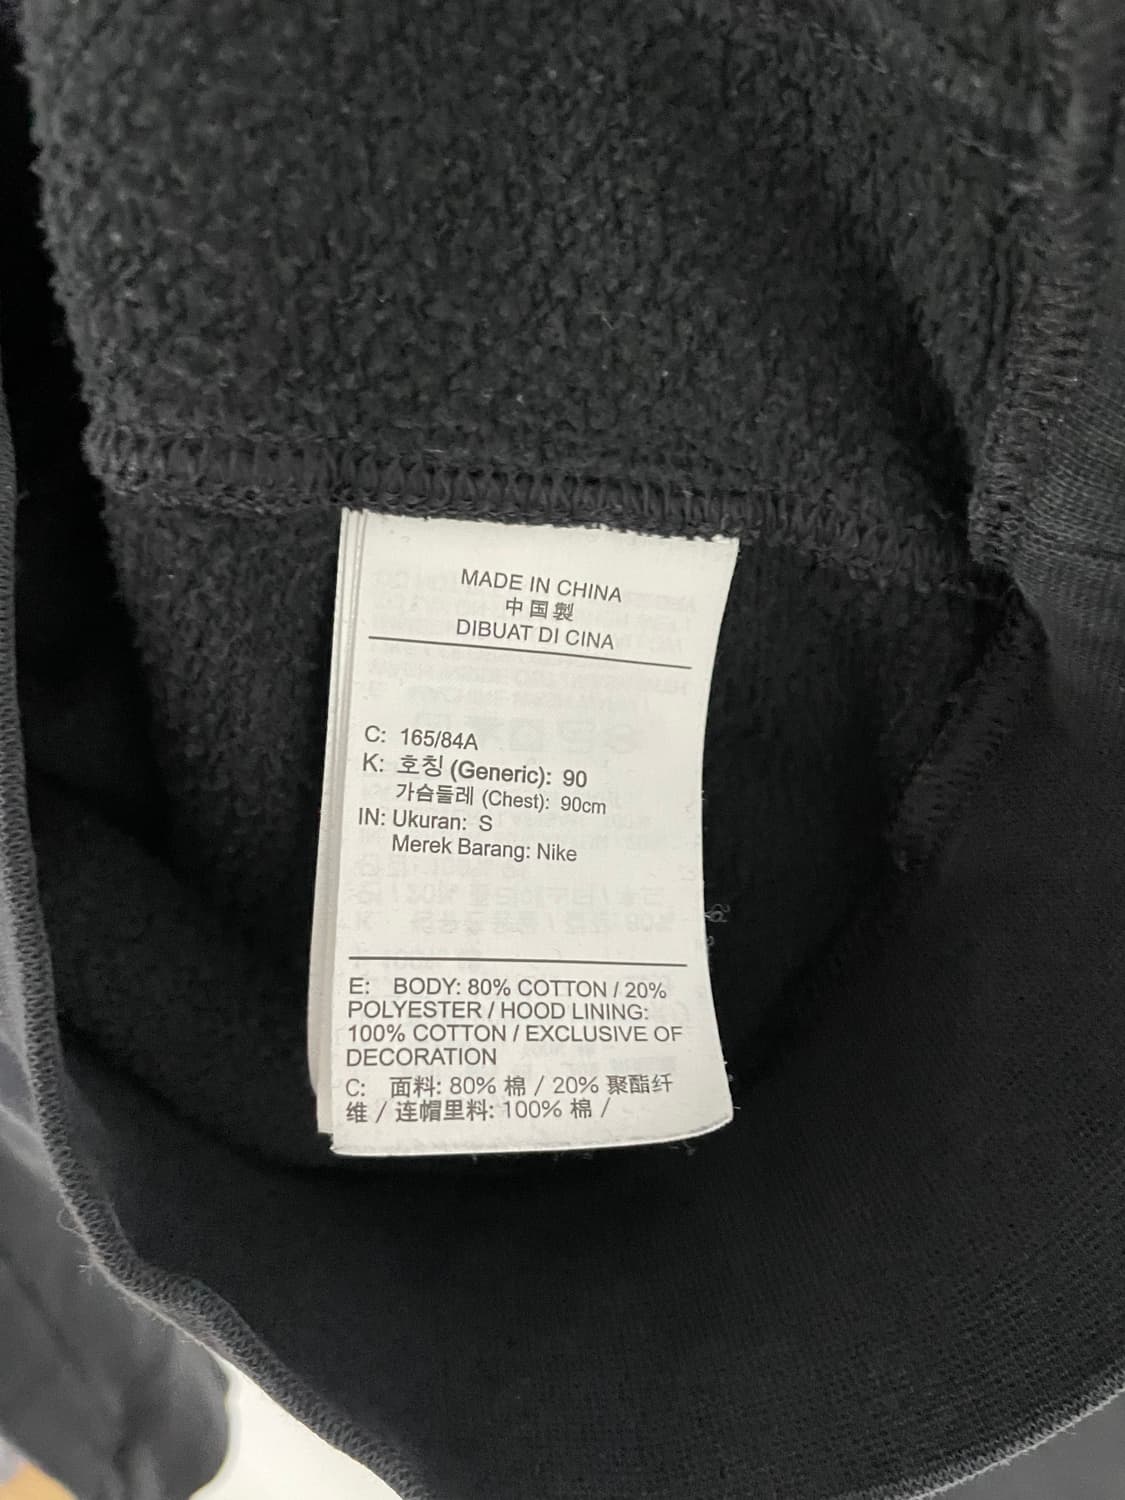 MADE IN CHINA
中国製
DIBUAT DI CINA
C: 165/84A
K: 호칭 (Generic): 90
가슴둘레 (Chest): 90cm
IN: Ukuran: S
Merek Barang: Nike
E: BODY: 80% COTTON / 20%
POLYESTER / HOOD LINING:
100% COTTON / EXCLUSIVE OF
DECORATION
C: 面料: 80% 棉 / 20% 聚酯纤
维 / 连帽里料: 100% 棉 /